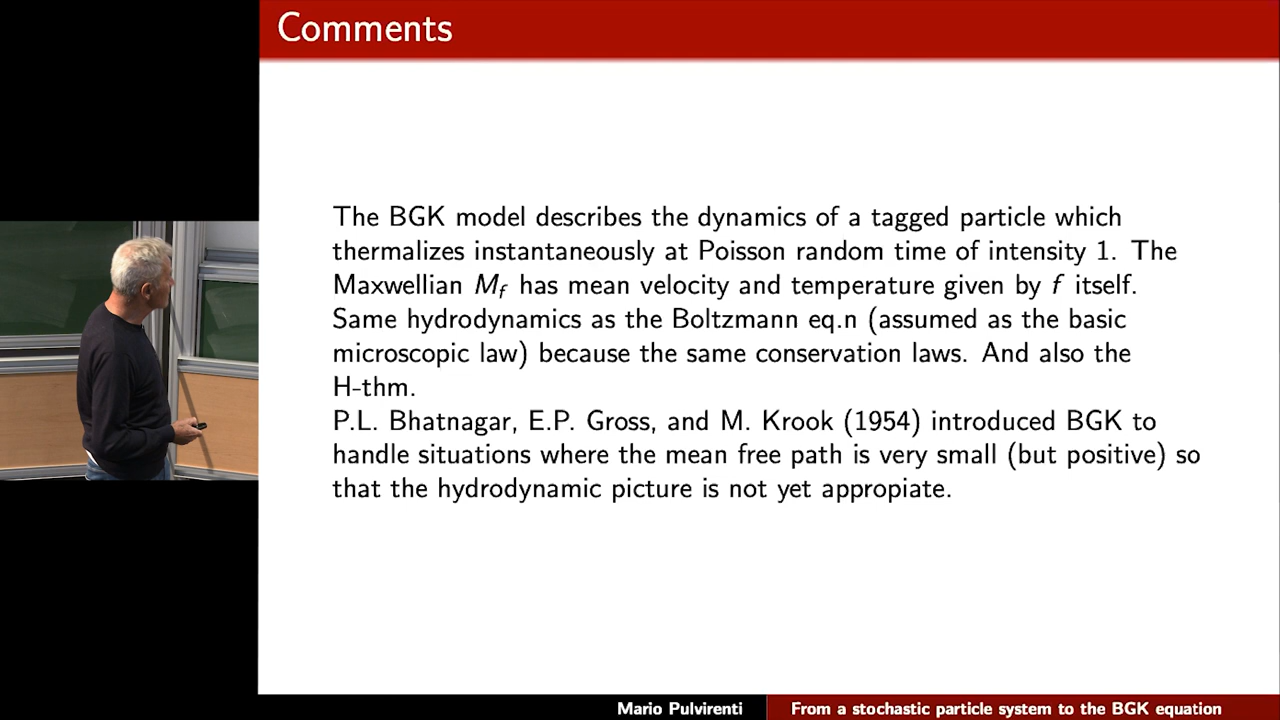 Comments
The BGK model describes the dynamics of a tagged particle which
thermalizes instantaneously at Poisson random time of intensity 1. The
Maxwellian M_f has mean velocity and temperature given by f itself.
Same hydrodynamics as the Boltzmann eq.n (assumed as the basic
microscopic law) because the same conservation laws. And also the
H-thm.
P.L. Bhatnagar, E.P. Gross, and M. Krook (1954) introduced BGK to
handle situations where the mean free path is very small (but positive) so
that the hydrodynamic picture is not yet appropiate.
Mario Pulvirenti From a stochastic particle system to the BGK equation